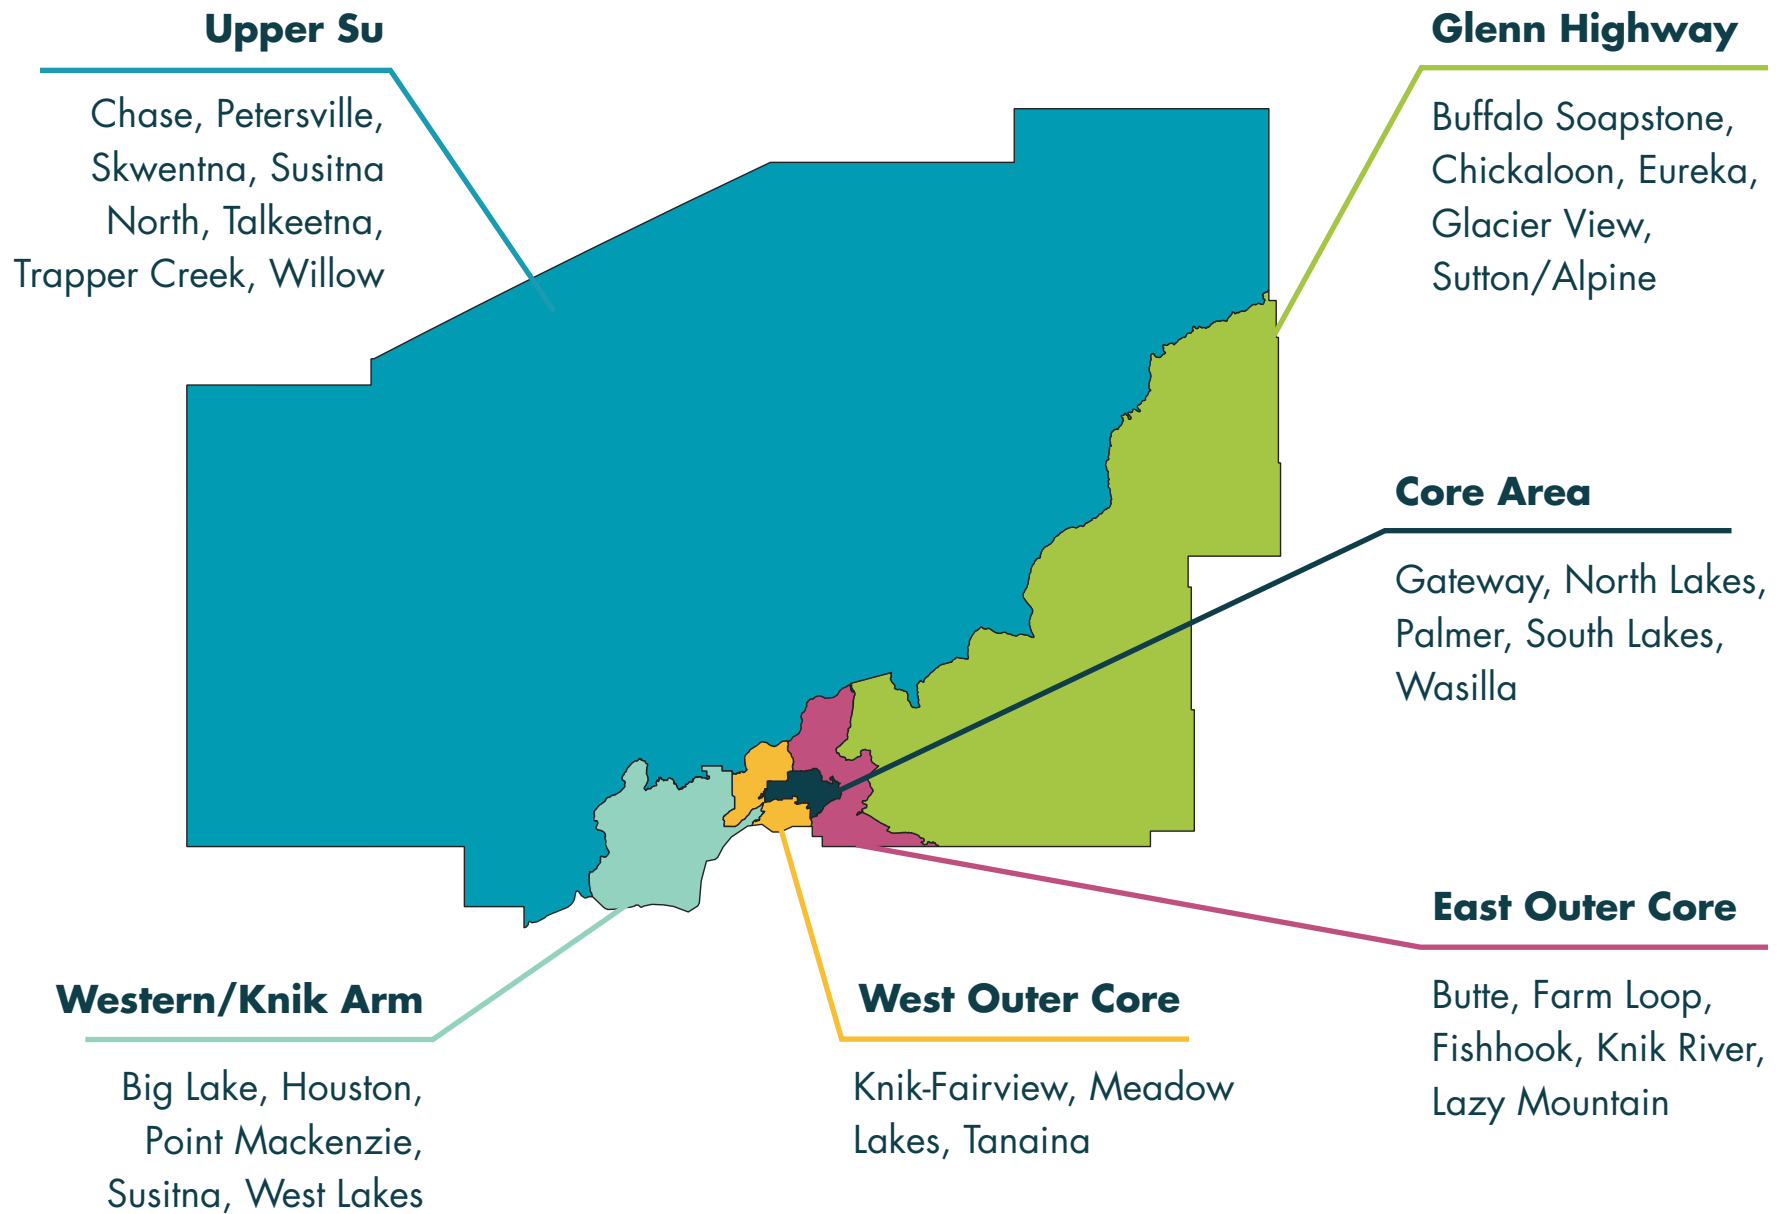 Upper Su
Chase, Petersville,
Skwentna, Susitna
North, Talkeetna,
Trapper Creek, Willow
Glenn Highway
Buffalo Soapstone,
Chickaloon, Eureka,
Glacier View,
Sutton/Alpine
Core Area
Gateway, North Lakes,
Palmer, South Lakes,
Wasilla
East Outer Core
Butte, Farm Loop,
Fishhook, Knik River,
Lazy Mountain
Western/Knik Arm
Big Lake, Houston,
Point Mackenzie,
Susitna, West Lakes
West Outer Core
Knik-Fairview, Meadow
Lakes, Tanaina